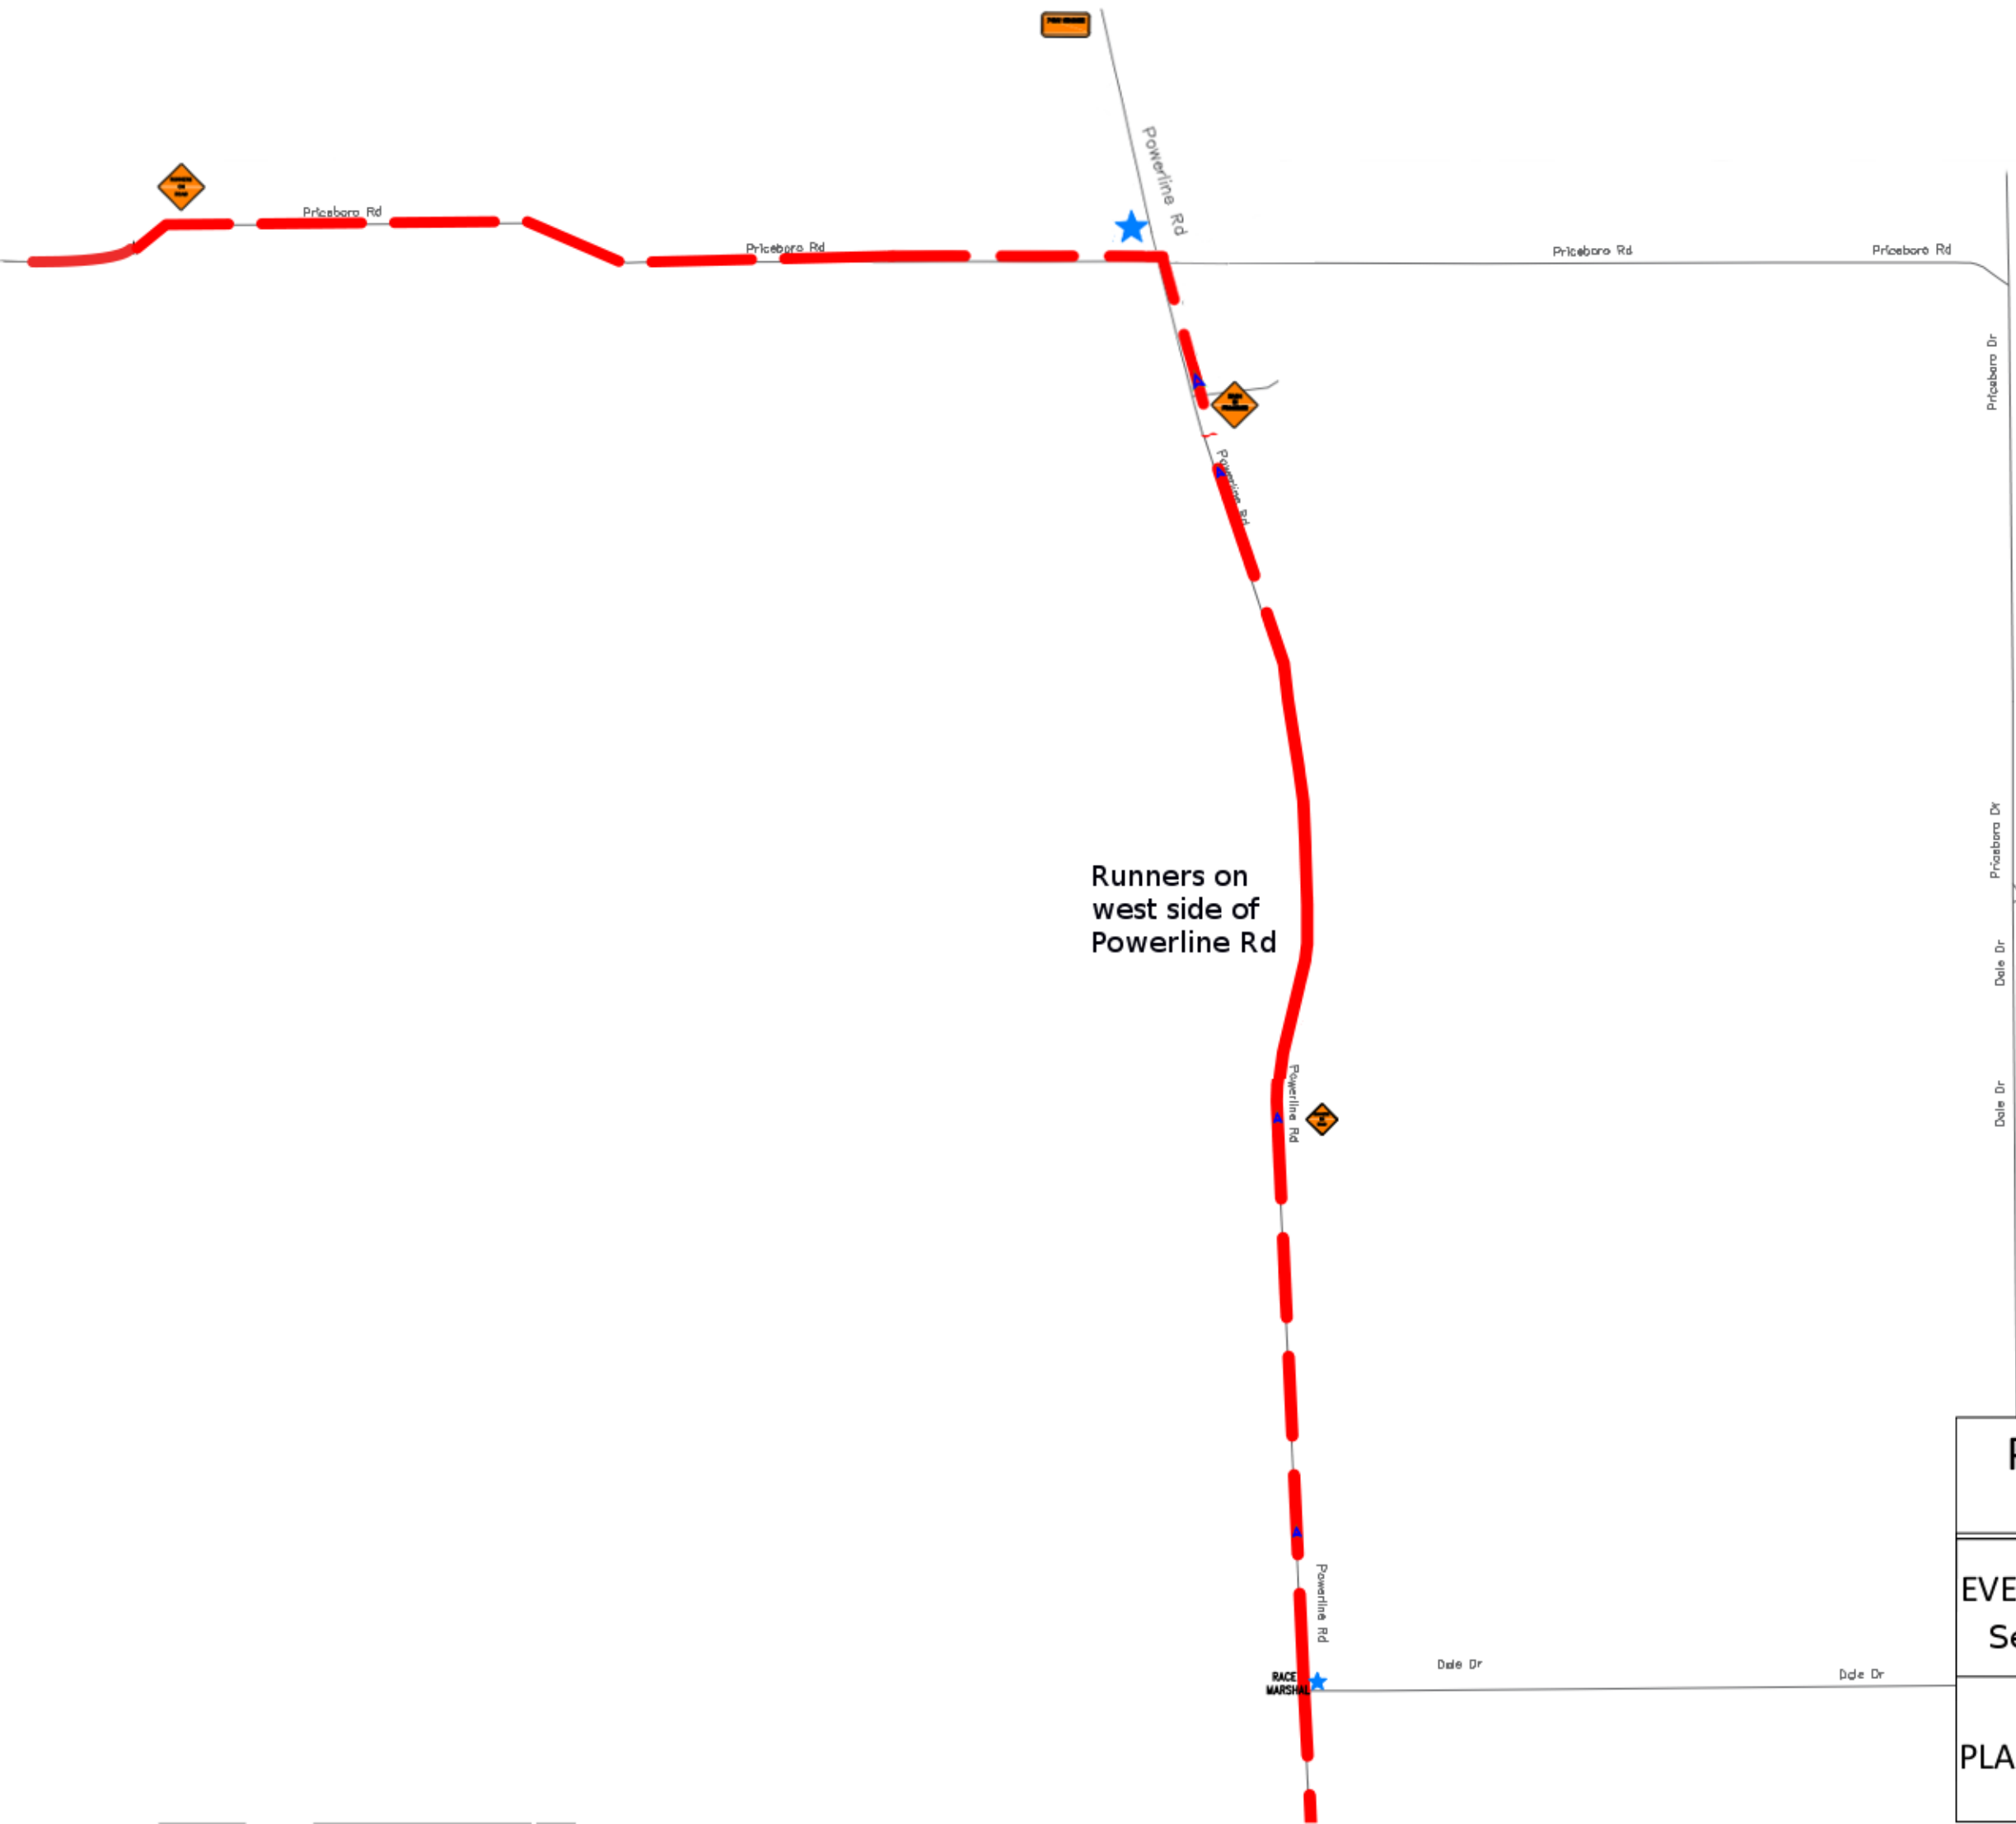 Powerline Rd
Priceboro Rd
Priceboro Rd
Priceboro Rd
Priceboro Rd
Priceboro Dr
Powerline Rd
Priceboro Dr
Runners on
west side of
Powerline Rd
Dale Dr
Dale Dr
Powerline Rd
EVE
Se
Powerline Rd
Dale Dr
Dale Dr
RACE
MARSHAL
PLA